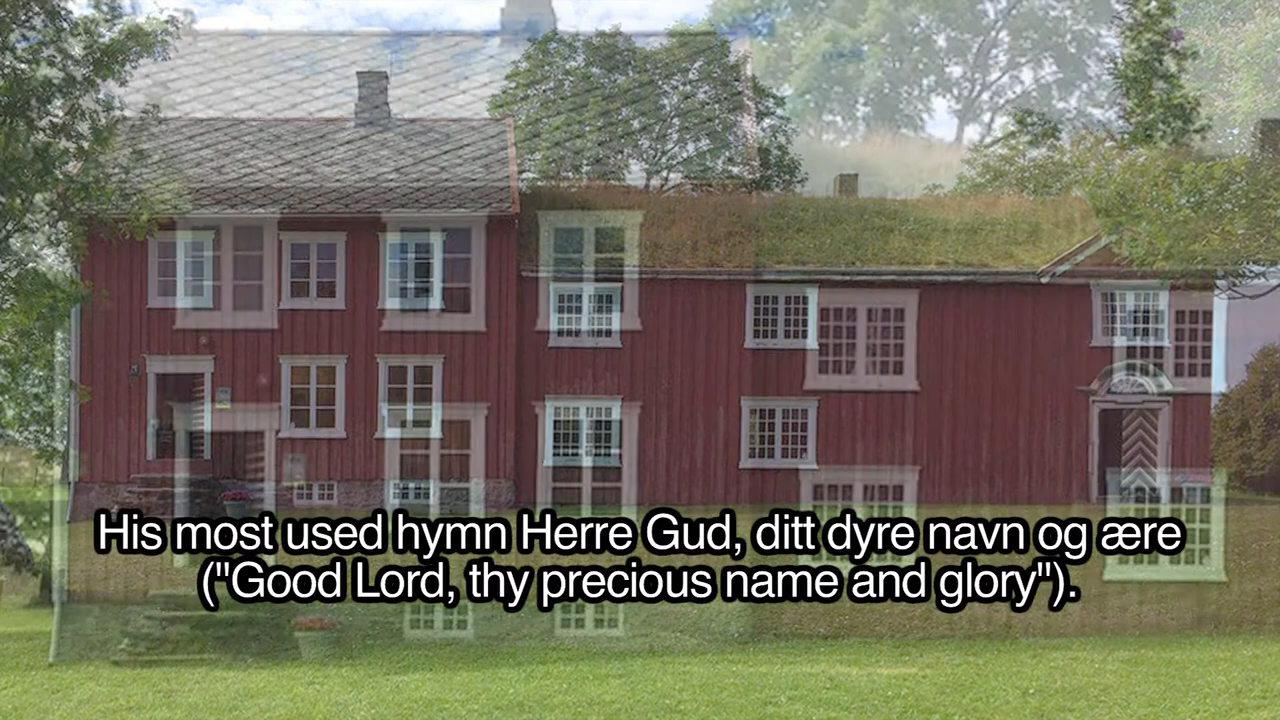 His most used hymn Herre Gud, ditt dyre navn og ære
("Good Lord, thy precious name and glory").